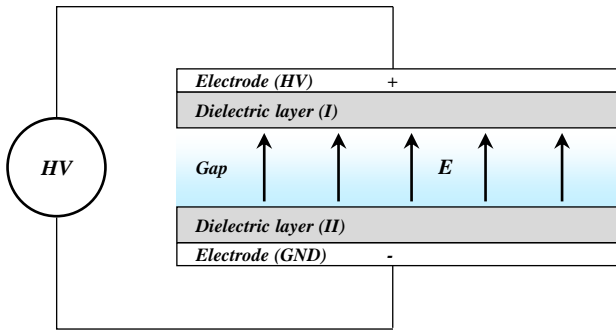 Electrode (HV) +
Dielectric layer (I)
HV
Gap E
Dielectric layer (II)
Electrode (GND) -